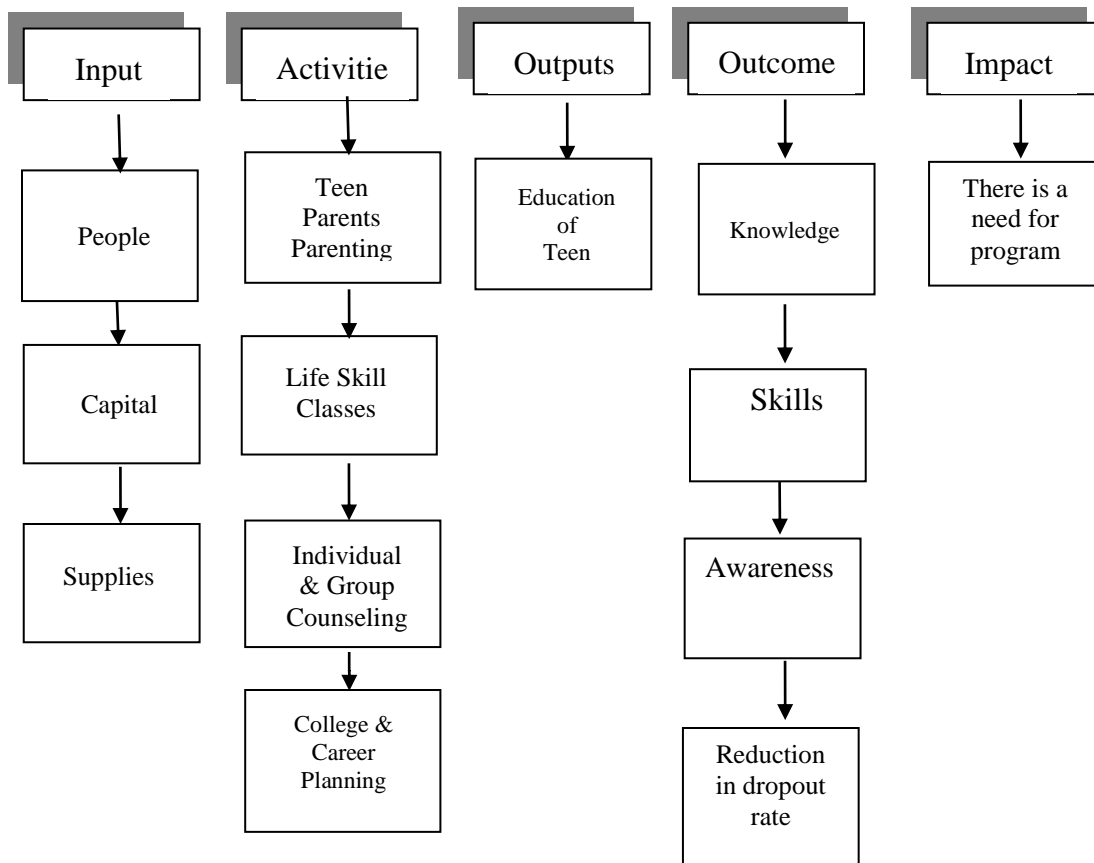 Input
People
Capital
Supplies
Activitie
Teen
Parents
Parenting
Life Skill
Classes
Individual
& Group
Counseling
College &
Career
Planning
Outputs
Education
of
Teen
Outcome
Knowledge
Skills
Awareness
Reduction
in dropout
rate
Impact
There is a
need for
program